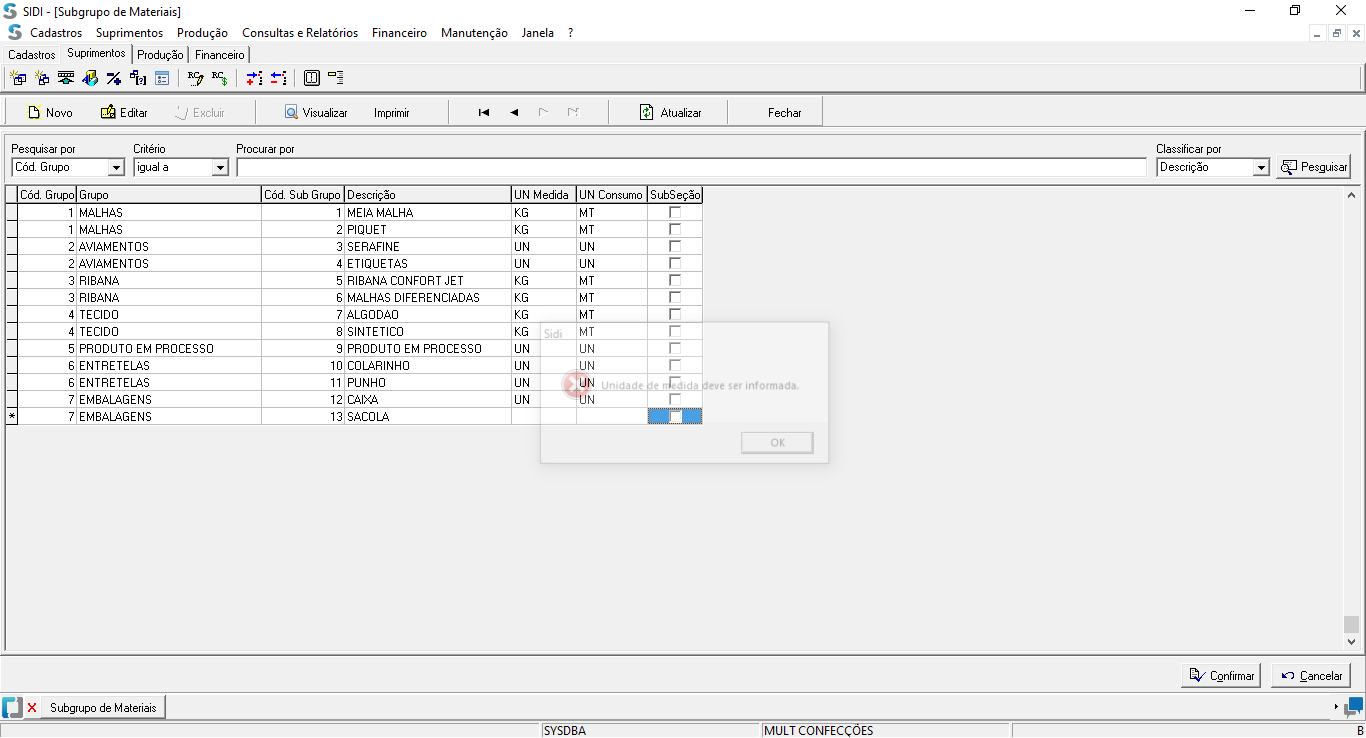 SIDI - [Subgrupo de Materiais]
Cadastros Suprimentos Produção Consultas e Relatórios Financeiro Manutenção Janela ?
Cadastros Suprimentos Produção Financeiro
Novo Editar Excluir Visualizar Imprimir Atualizar Fechar
Pesquisar por Critério Procurar por Classificar por
Cód. Grupo igual a Descrição Pesquisar
Cód. Grupo Grupo Cód. Sub Grupo Descrição UN Medida UN Consumo SubSeção
1 MALHAS 1 MEIA MALHA KG MT
1 MALHAS 2 PIQUET KG MT
2 AVIAMENTOS 3 SERAFINE UN UN
2 AVIAMENTOS 4 ETIQUETAS UN UN
3 RIBANA 5 RIBANA CONFORT JET KG MT
3 RIBANA 6 MALHAS DIFERENCIADAS KG MT
4 TECIDO 7 ALGODAO KG MT
4 TECIDO 8 SINTETICO KG MT
5 PRODUTO EM PROCESSO 9 PRODUTO EM PROCESSO UN UN
6 ENTRETELAS 10 COLARINHO UN UN
6 ENTRETELAS 11 PUNHO UN UN
7 EMBALAGENS 12 CAIXA UN UN
* 7 EMBALAGENS 13 SACOLA
Sidi
Unidade de medida deve ser informada.
OK
Confirmar Cancelar
Subgrupo de Materiais
SYSDBA MULT CONFECÇÕES B